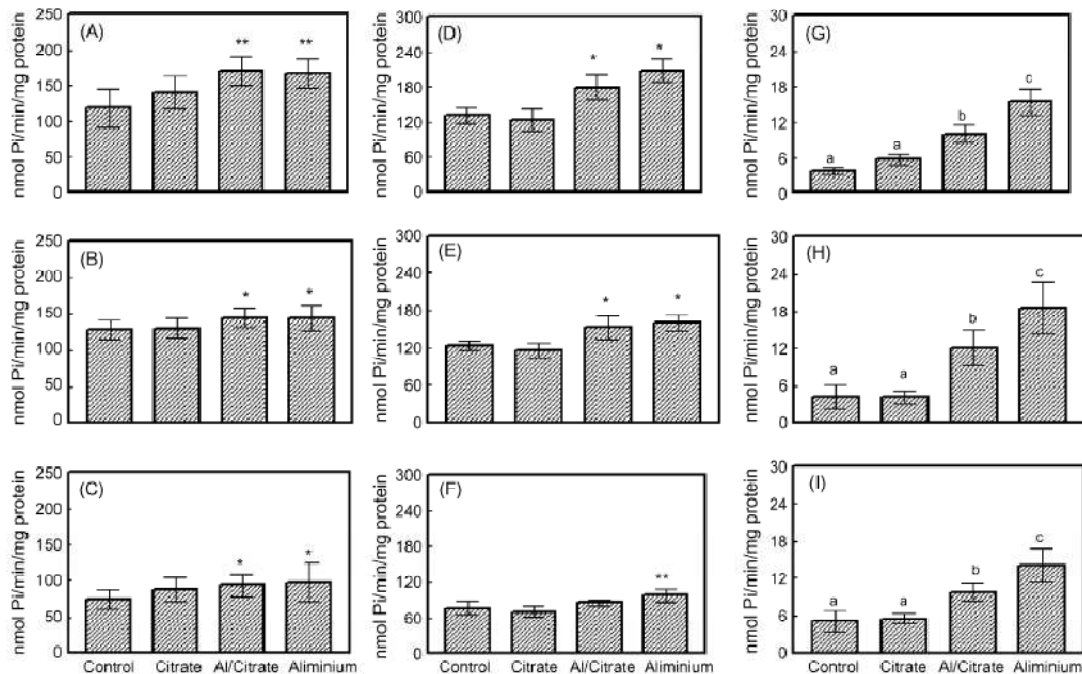 250
200
150
100
50
0
nmol Pi/min/mg protein
(A)
**
**
300
240
180
120
60
0
nmol Pi/min/mg protein
(D)
*
*
30
24
18
12
6
0
nmol Pi/min/mg protein
(G)
a
a
b
c
250
200
150
100
50
0
nmol Pi/min/mg protein
(B)
*
*
300
240
180
120
60
0
nmol Pi/min/mg protein
(E)
*
*
30
24
18
12
6
0
nmol Pi/min/mg protein
(H)
a
a
b
c
250
200
150
100
50
0
nmol Pi/min/mg protein
(C)
*
*
Control Citrate Al/Citrate Aliminium
300
240
180
120
60
0
nmol Pi/min/mg protein
(F)
**
Control Citrate Al/Citrate Aliminium
30
24
18
12
6
0
nmol Pi/min/mg protein
(I)
a
a
b
c
Control Citrate Al/Citrate Aliminium